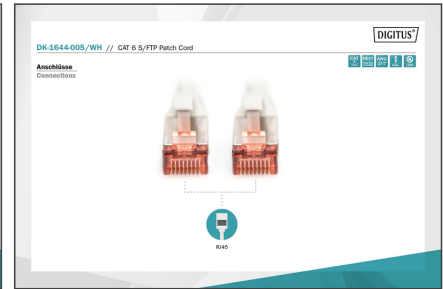 DIGITUS®
DK-1644-005/WH // CAT 6 S/FTP Patch Cord
Anschlüsse
Connections
RJ45